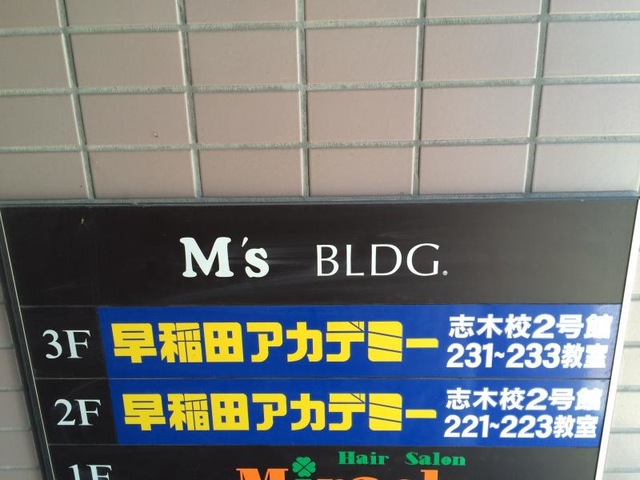 M's BLDG.
3F 早稲田アカデミー 志木校2号館
231~233教室
2F 早稲田アカデミー 志木校2号館
221~223教室
1F Hair Salon